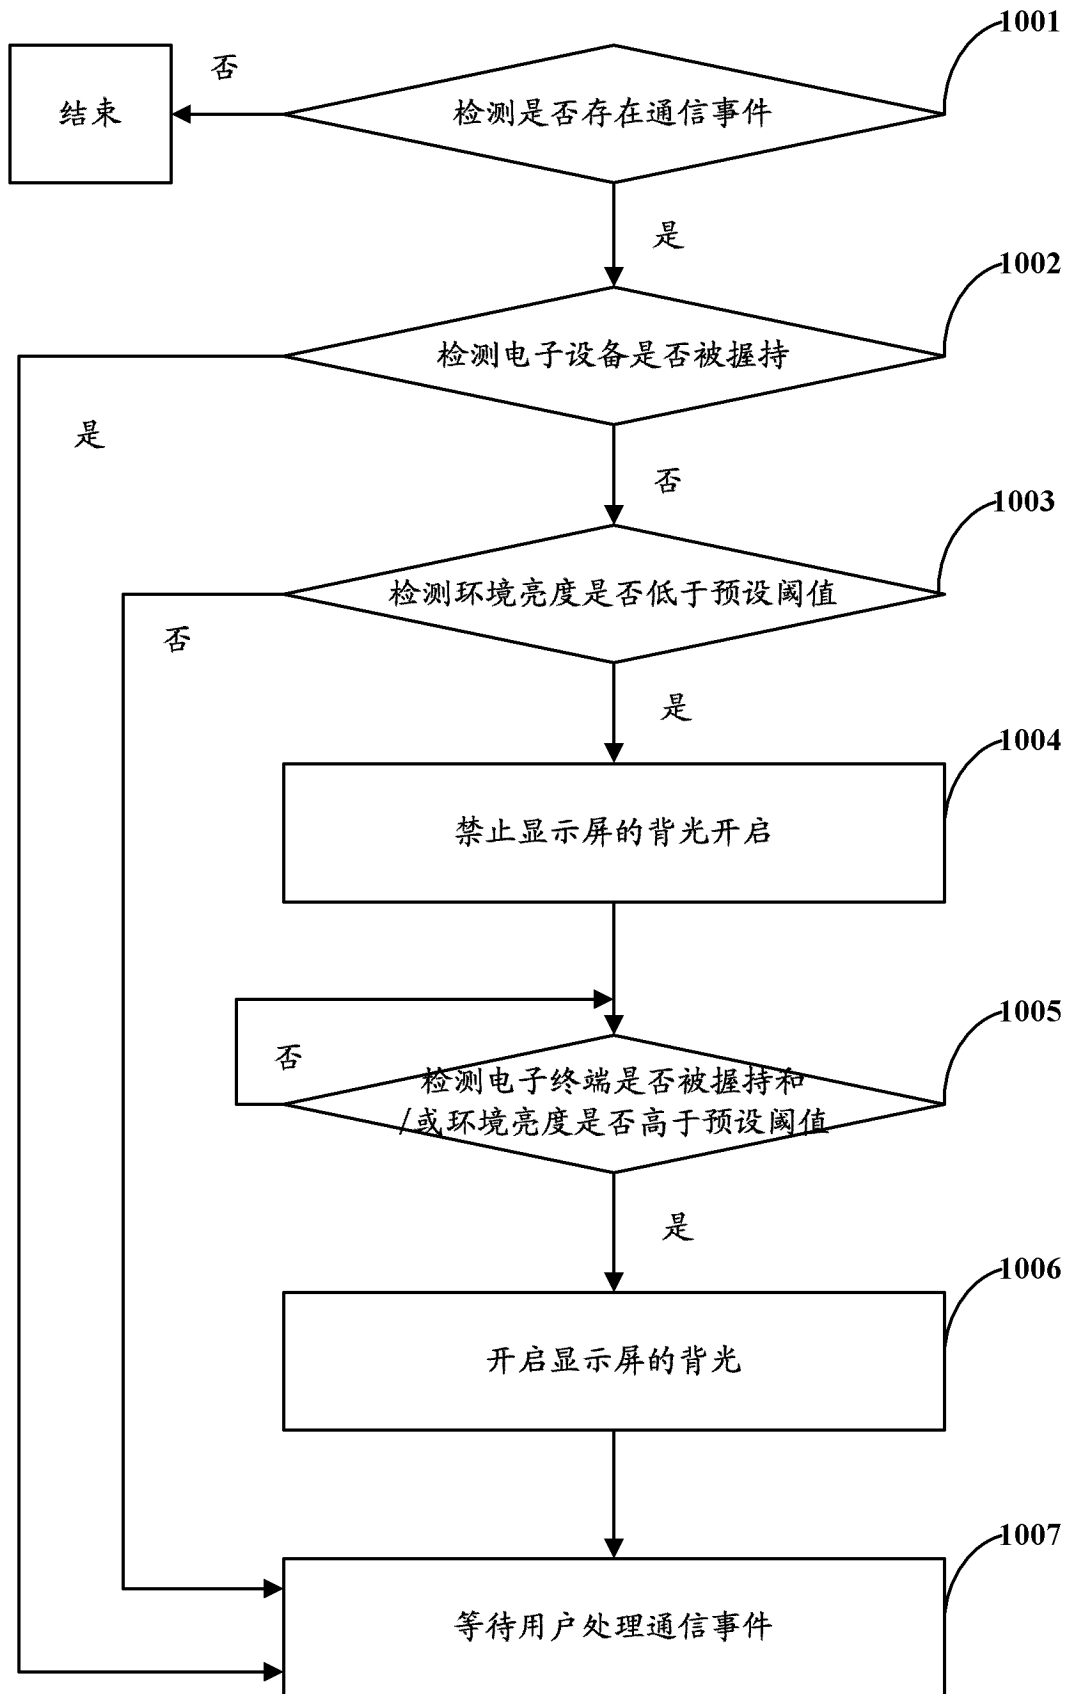 1001
否
结束
检测是否存在通信事件
是
1002
检测电子设备是否被握持
是
否
1003
检测环境亮度是否低于预设阈值
否
是
1004
禁止显示屏的背光开启
1005
否
检测电子终端是否被握持和
/或环境亮度是否高于预设阈值
是
1006
开启显示屏的背光
1007
等待用户处理通信事件